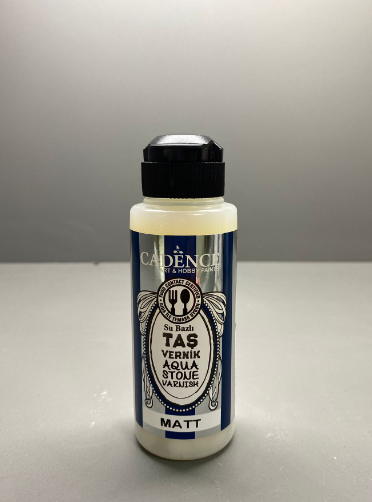 CADENCE
ART & HOBBY PAINTS
Su Bazlı
TAŞ
VERNİK
AQUA
STONE
VARNISH
MATT